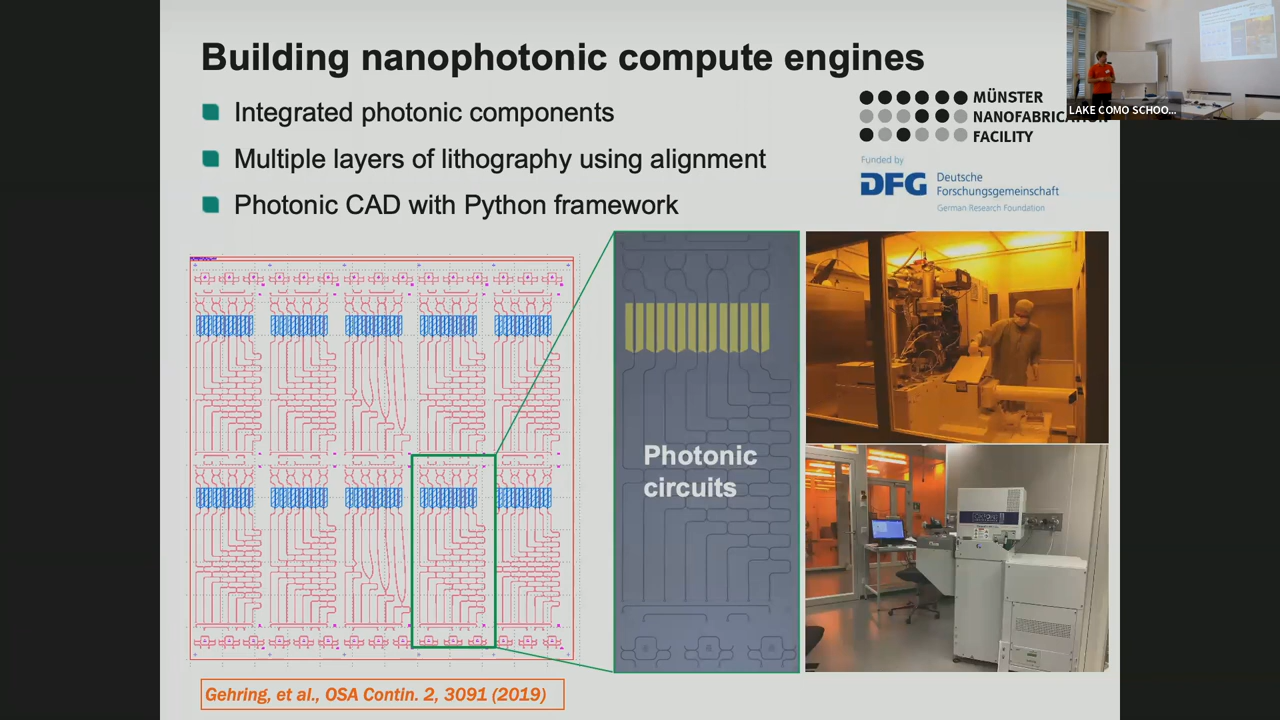 Building nanophotonic compute engines
Integrated photonic components
Multiple layers of lithography using alignment
Photonic CAD with Python framework
MÜNSTER
NANOFABRICATION
FACILITY
LAKE COMO SCHOO...
Funded by
DFG
Deutsche
Forschungsgemeinschaft
German Research Foundation
Photonic
circuits
Gehring, et al., OSA Contin. 2, 3091 (2019)